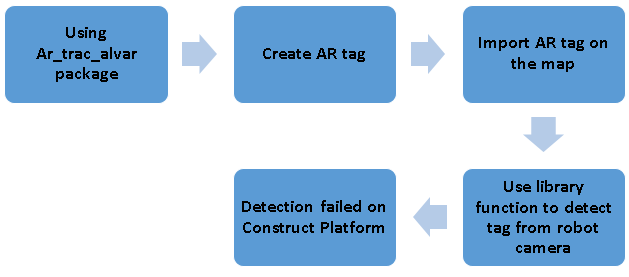 Using
Ar_trac_alvar
package
Create AR tag
Import AR tag on
the map
Use library
function to detect
tag from robot
camera
Detection failed on
Construct Platform